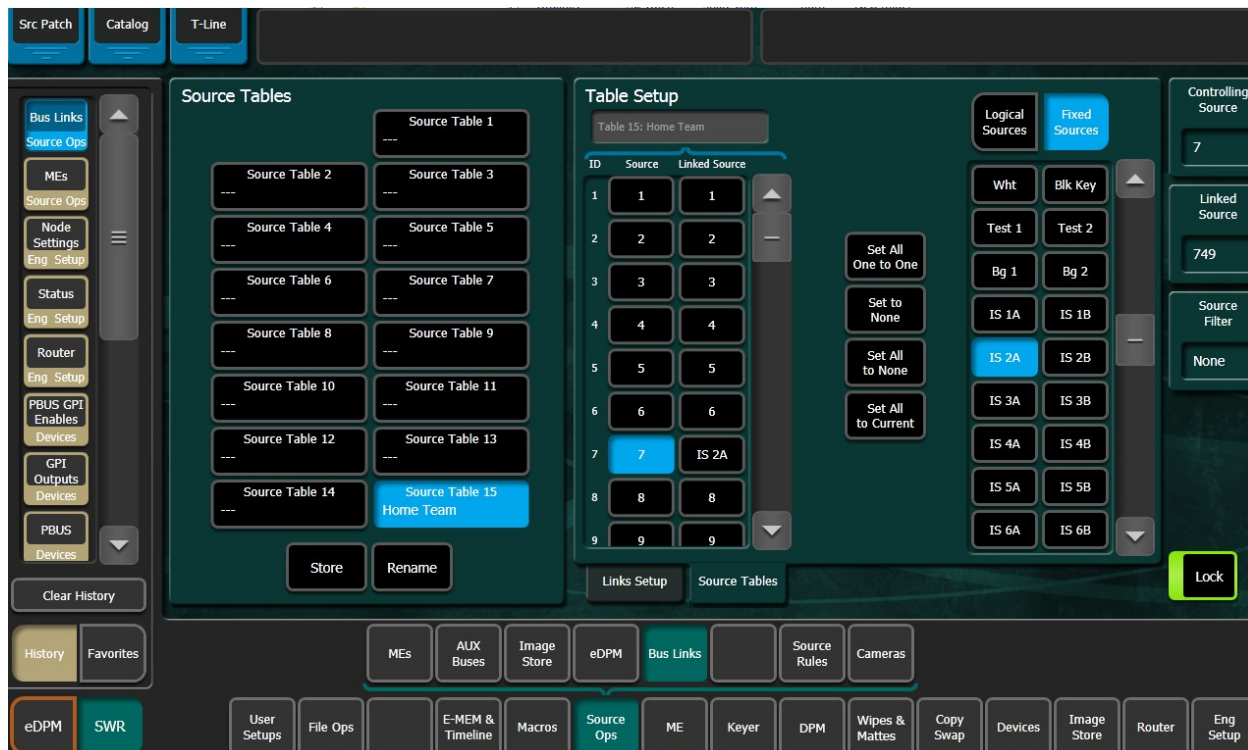 Src Patch
Catalog
T-Line
Bus Links
Source Ops
MEs
Source Ops
Node
Settings
Eng Setup
Status
Eng Setup
Router
Eng Setup
PBUS GPI
Enables
Devices
GPI
Outputs
Devices
PBUS
Devices
Clear History
History
Favorites
eDPM
SWR
Source Tables
Source Table 1
---
Source Table 2
---
Source Table 3
---
Source Table 4
---
Source Table 5
---
Source Table 6
---
Source Table 7
---
Source Table 8
---
Source Table 9
---
Source Table 10
---
Source Table 11
---
Source Table 12
---
Source Table 13
---
Source Table 14
---
Source Table 15
Home Team
Store
Rename
Table Setup
Table 15: Home Team
ID Source Linked Source
1 1 1
2 2 2
3 3 3
4 4 4
5 5 5
6 6 6
7 7 IS 2A
8 8 8
9 9 9
Links Setup
Source Tables
Set All
One to One
Set to
None
Set All
to None
Set All
to Current
Logical
Sources
Fixed
Sources
Wht Blk Key
Test 1 Test 2
Bg 1 Bg 2
IS 1A IS 1B
IS 2A IS 2B
IS 3A IS 3B
IS 4A IS 4B
IS 5A IS 5B
IS 6A IS 6B
Controlling
Source
7
Linked
Source
749
Source
Filter
None
Lock
MEs
AUX
Buses
Image
Store
eDPM
Bus Links
Source
Rules
Cameras
User
Setups
File Ops
E-MEM &
Timeline
Macros
Source
Ops
ME
Keyer
DPM
Wipes &
Mattes
Copy
Swap
Devices
Image
Store
Router
Eng
Setup